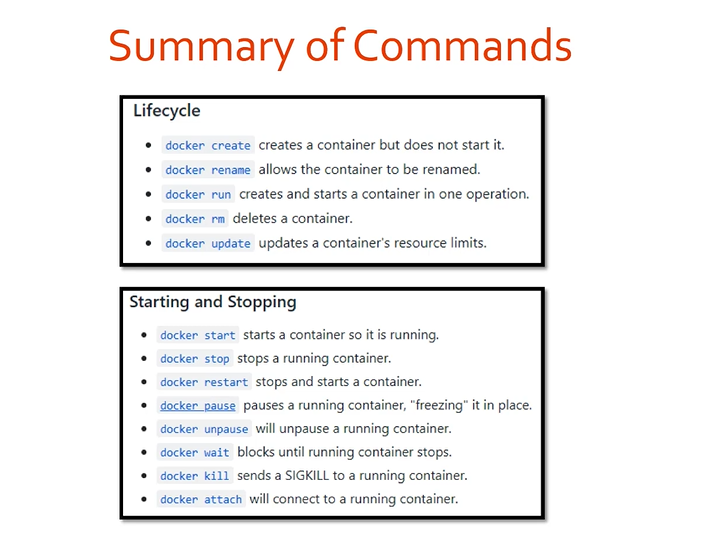 Summary of Commands
Lifecycle
• docker create creates a container but does not start it.
• docker rename allows the container to be renamed.
• docker run creates and starts a container in one operation.
• docker rm deletes a container.
• docker update updates a container's resource limits.
Starting and Stopping
• docker start starts a container so it is running.
• docker stop stops a running container.
• docker restart stops and starts a container.
• docker pause pauses a running container, "freezing" it in place.
• docker unpause will unpause a running container.
• docker wait blocks until running container stops.
• docker kill sends a SIGKILL to a running container.
• docker attach will connect to a running container.